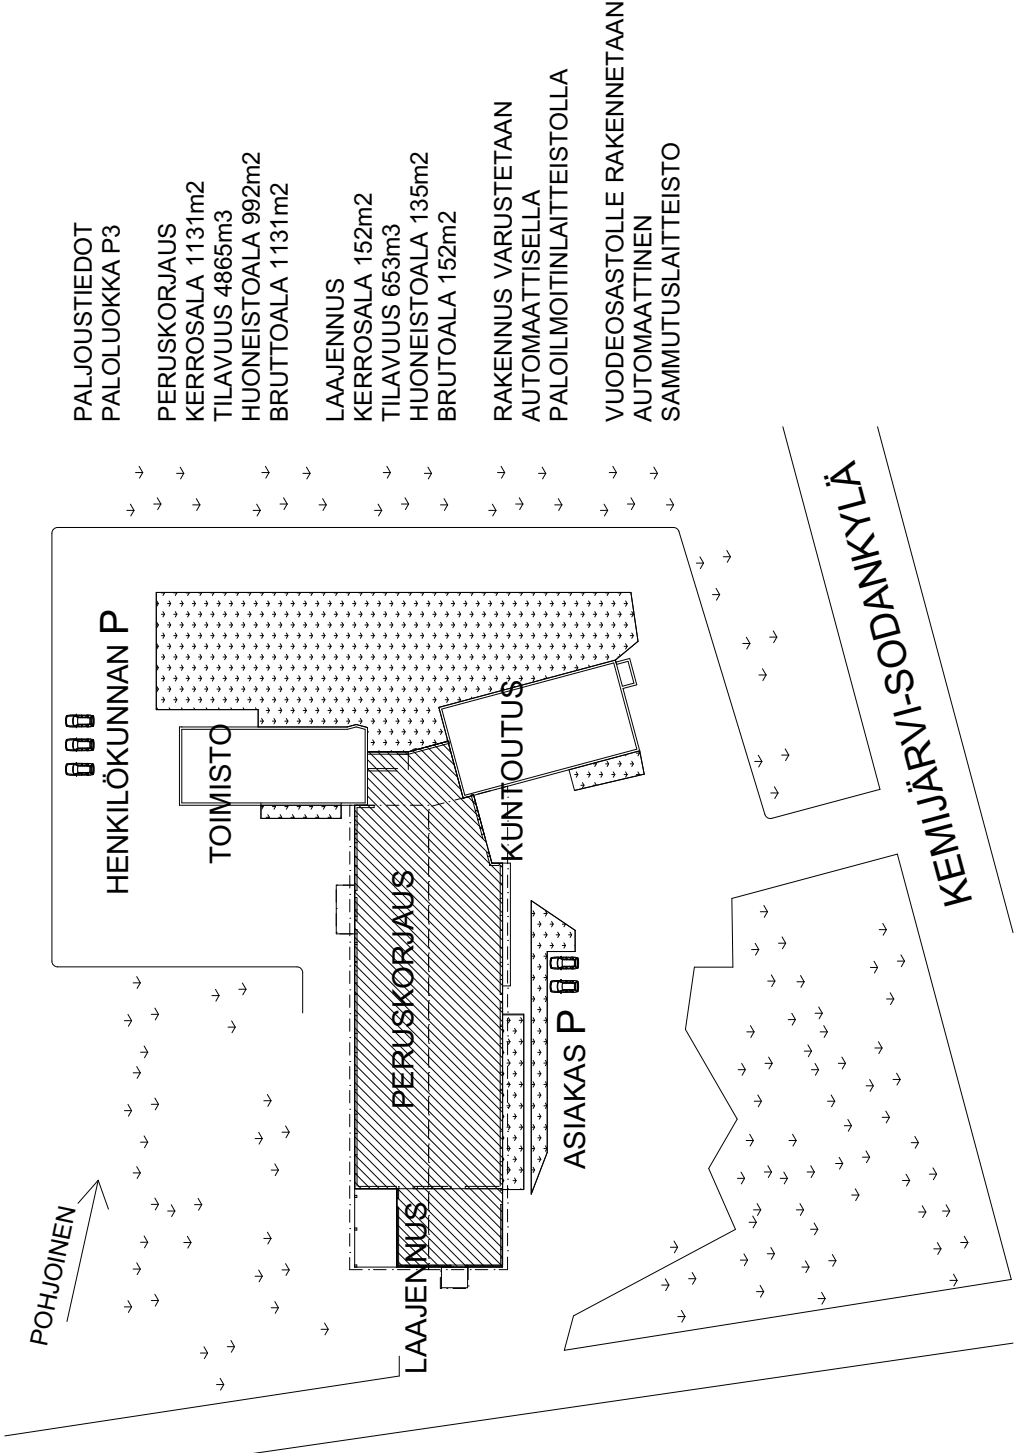 PALJOUSTIEDOT
PALOLUOKKA P3
PERUSKORJAUS
KERROSALA 1131m2
TILAVUUS 4865m3
HUONEISTOALA 992m2
BRUTTOALA 1131m2
LAAJENNUS
KERROSALA 152m2
TILAVUUS 653m3
HUONEISTOALA 135m2
BRUTOALA 152m2
RAKENNUS VARUSTETAAN
AUTOMAATTISELLA
PALOILMOITINLAITTEISTOLLA
VUODEOSASTOLLE RAKENNETAAN
AUTOMAATTINEN
SAMMUTUSLAITTEISTO
POHJOINEN
HENKILÖKUNNAN P
TOIMISTO
PERUSKORJAUS
LAAJENNUS
KUNTOUTUS
ASIAKAS P
KEMIJÄRVI-SODANKYLÄ